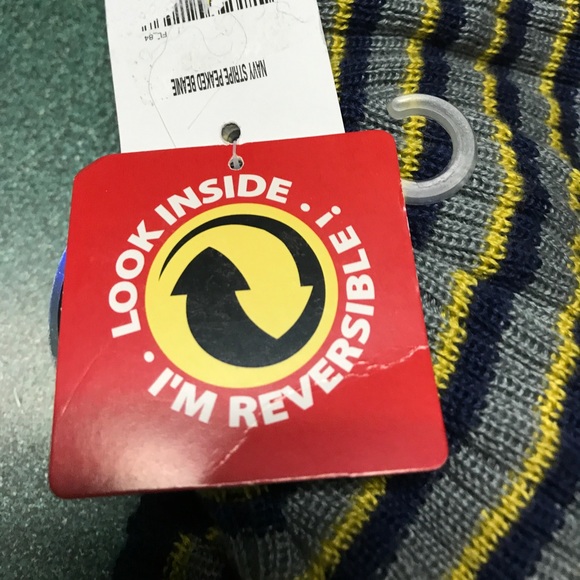 NAVY STRIPE PEAKED BEANIE
LOOK INSIDE · ! ·
I'M REVERSIBLE!